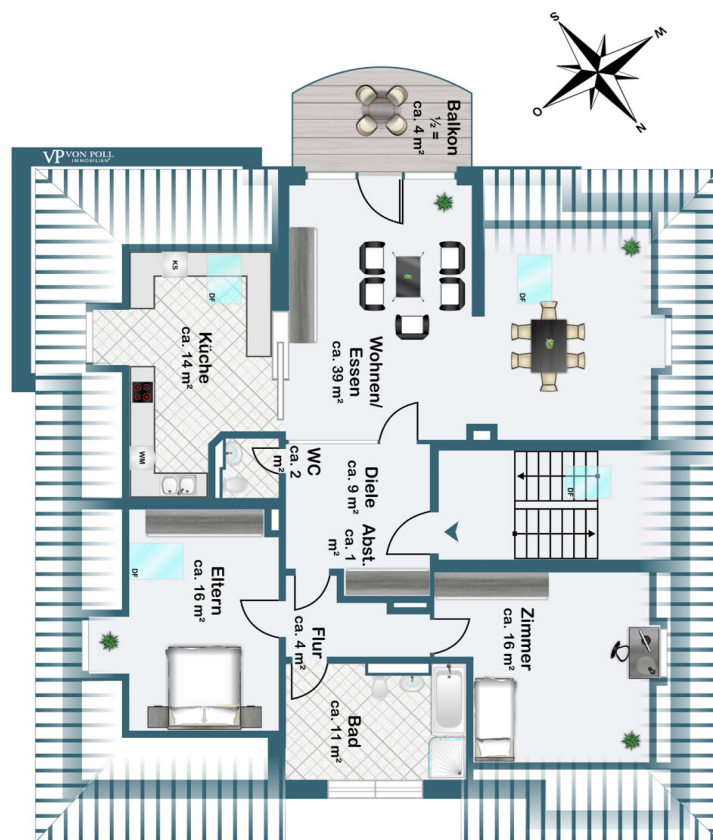 S
W
O
N
VP VON POLL
IMMOBILIEN
Balkon
½ =
ca. 4 m²
KS
DF
DF
Küche
ca. 14 m²
Wohnen/
Essen
ca. 39 m²
WM
WC
ca. 2
m²
Diele
ca. 9 m²
DF
Abst.
ca. 1
m²
DF
Eltern
ca. 16 m²
Flur
ca. 4 m²
Zimmer
ca. 16 m²
Bad
ca. 11 m²